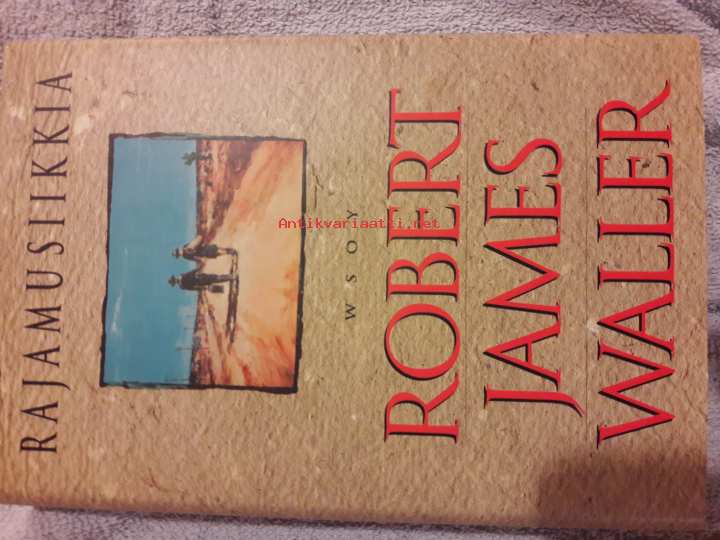 RAJAMUSIIKKIA
WSOY
ROBERT
JAMES
WALLER
Antikvariaatti.net